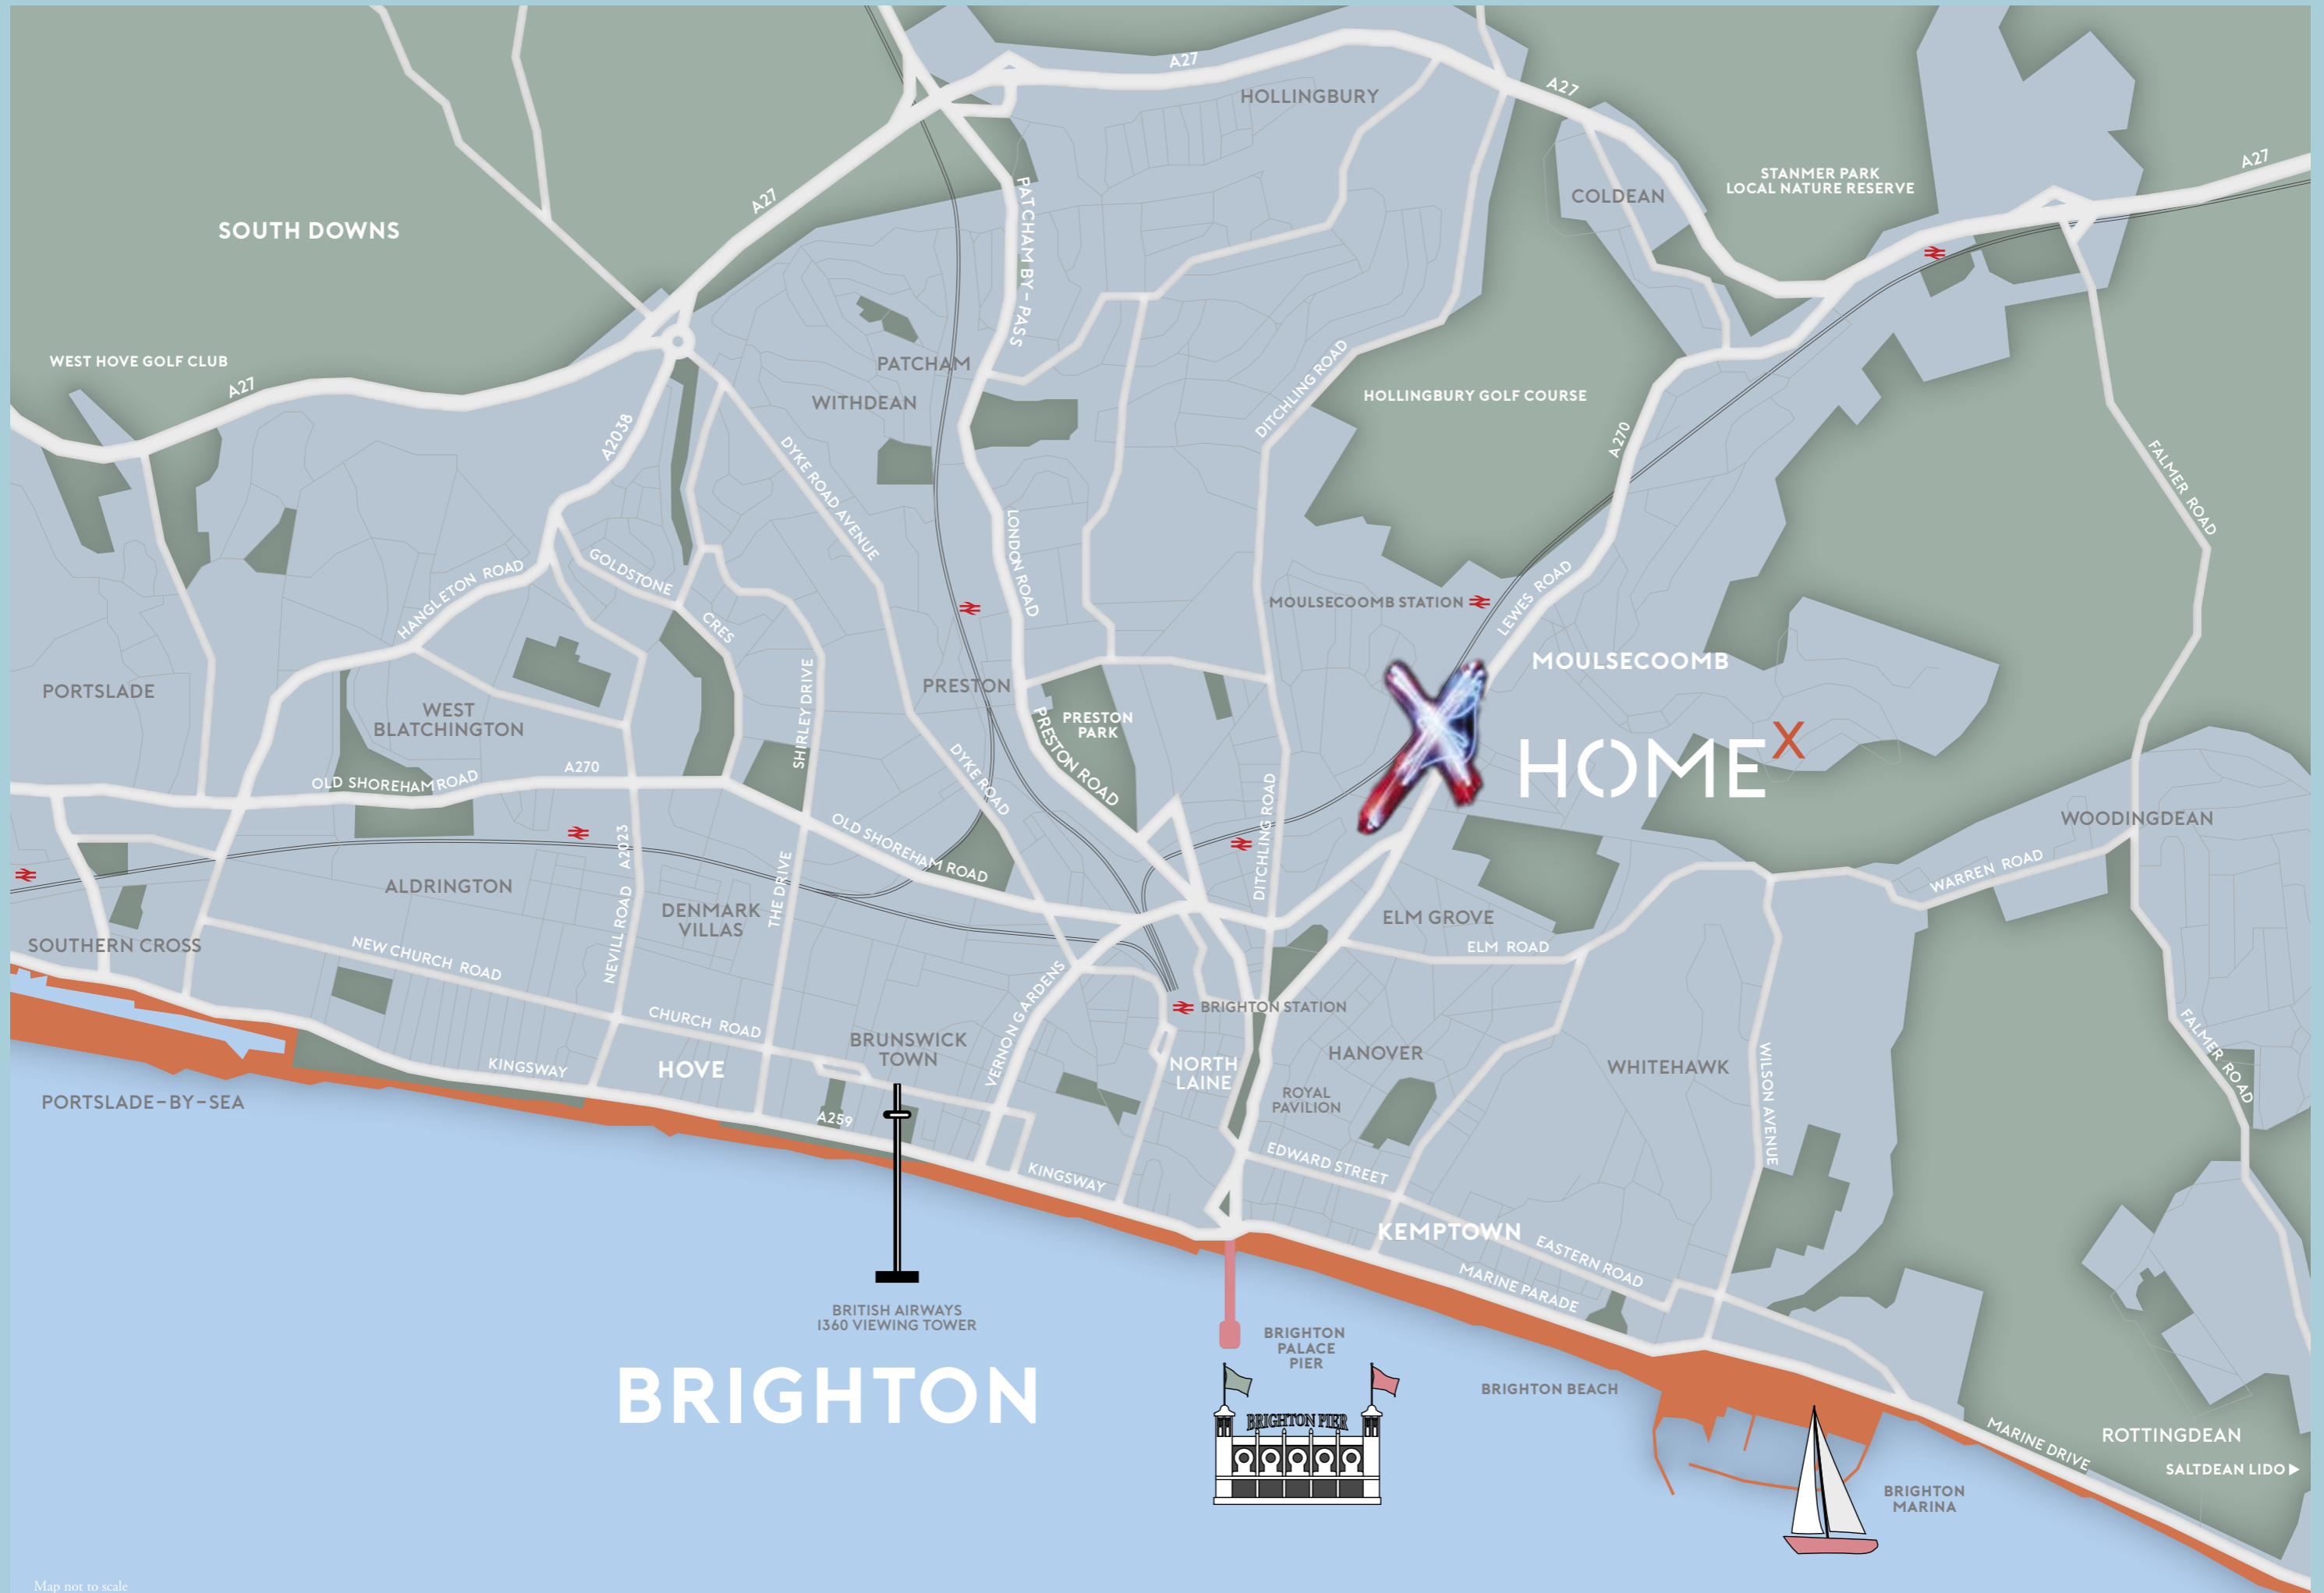 A27
HOLLINGBURY
A27
A27
STANMER PARK
LOCAL NATURE RESERVE
COLDEAN
A27
PATCHAM BY-PASS
SOUTH DOWNS
WEST HOVE GOLF CLUB
A27
PATCHAM
WITHDEAN
DITCHLING ROAD
HOLLINGBURY GOLF COURSE
A2038
DYKE ROAD AVENUE
A270
FALMER ROAD
LONDON ROAD
HANGLETON ROAD
GOLDSTONE
CRES
MOULSECOOMB STATION
LEWES ROAD
MOULSECOOMB
PORTSLADE
WEST
BLATCHINGTON
SHIRLEY DRIVE
PRESTON
PRESTON
PARK
PRESTON ROAD
DYKE ROAD
HOMEX
OLD SHOREHAM ROAD
A270
OLD SHOREHAM ROAD
DITCHLING ROAD
WOODINGDEAN
WARREN ROAD
A2023
ALDRINGTON
NEVILL ROAD
DENMARK
VILLAS
THE DRIVE
ELM GROVE
ELM ROAD
SOUTHERN CROSS
NEW CHURCH ROAD
CHURCH ROAD
VERNON GARDENS
BRIGHTON STATION
BRUNSWICK
TOWN
HOVE
KINGSWAY
NORTH
LAINE
HANOVER
WHITEHAWK
WILSON AVENUE
FALMER ROAD
ROYAL
PAVILION
PORTSLADE-BY-SEA
A259
KINGSWAY
EDWARD STREET
KEMPTOWN
EASTERN ROAD
MARINE PARADE
BRITISH AIRWAYS
I360 VIEWING TOWER
BRIGHTON
PALACE
PIER
BRIGHTON
BRIGHTON BEACH
BRIGHTON PIER
MARINE DRIVE
ROTTINGDEAN
SALTDEAN LIDO
BRIGHTON
MARINA
Map not to scale